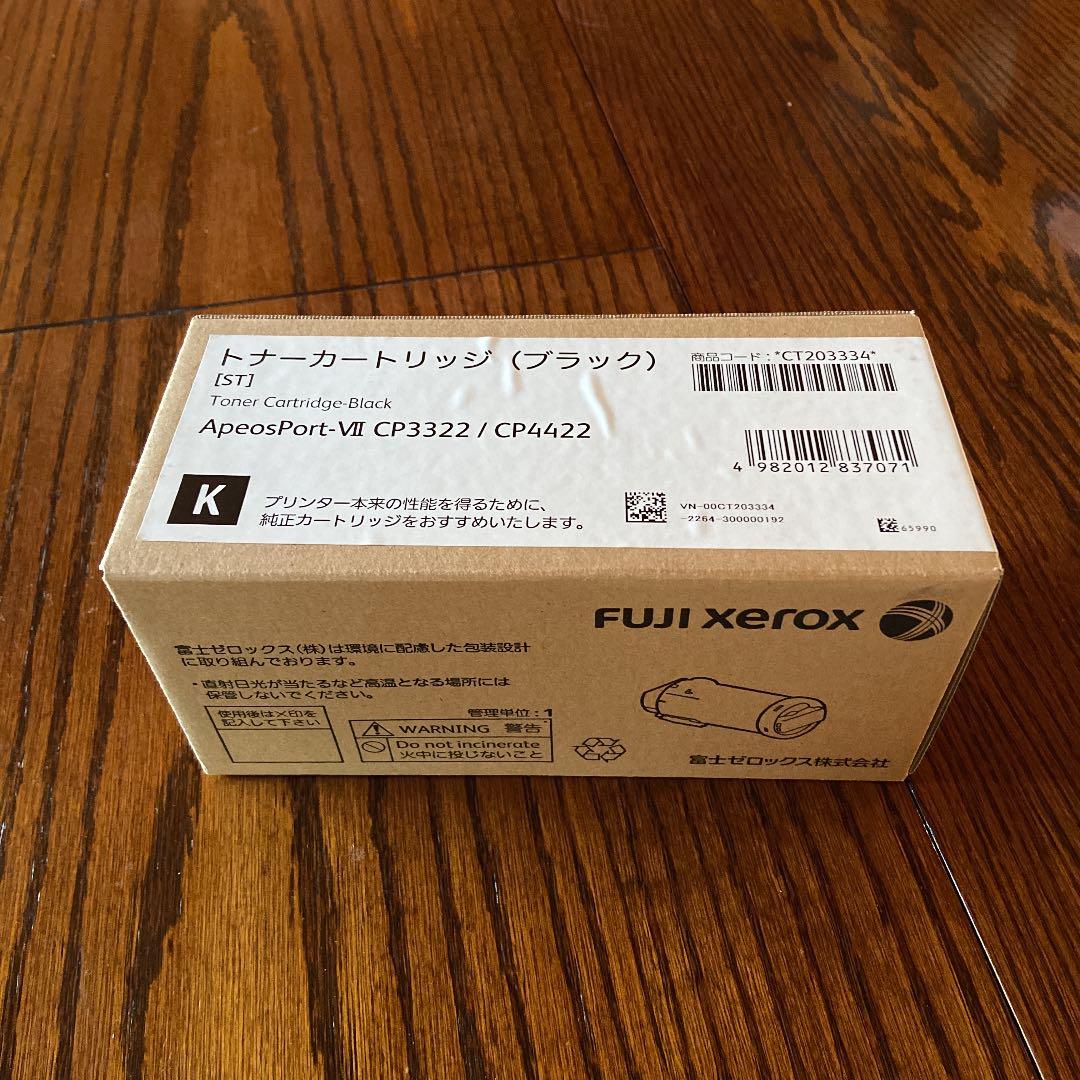 トナーカートリッジ（ブラック）
[ST]
Toner Cartridge-Black
ApeosPort-Ⅶ CP3322 / CP4422
商品コード：*CT203334*
4 982012 837071
K
プリンター本来の性能を得るために、
純正カートリッジをおすすめいたします。
VN-00CT203334
-2264-300000192
65990
FUJI xerox
富士ゼロックス（株）は環境に配慮した包装設計
に取り組んでおります。
・直射日光が当たるなど高温となる場所には
保管しないでください。
使用後は×印を
記入して下さい
管理単位：1
WARNING 警告
Do not incinerate
火中に投じないこと
富士ゼロックス株式会社